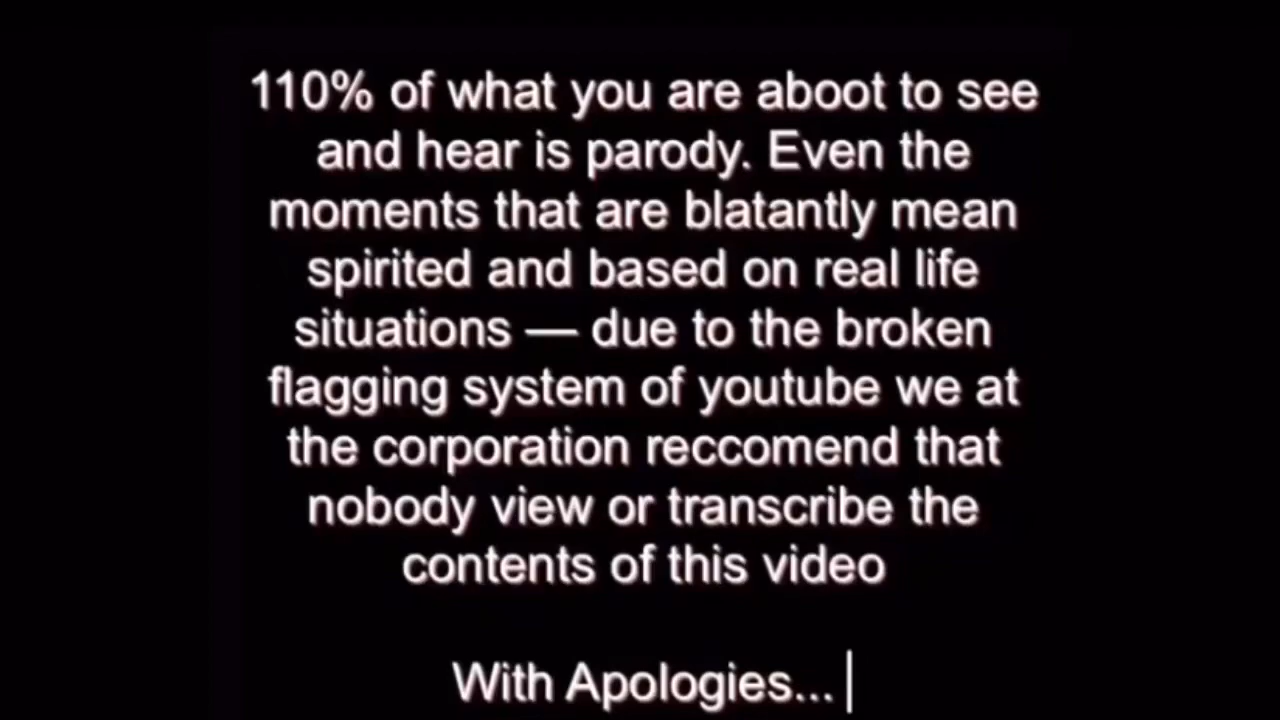 110% of what you are aboot to see
and hear is parody. Even the
moments that are blatantly mean
spirited and based on real life
situations — due to the broken
flagging system of youtube we at
the corporation reccomend that
nobody view or transcribe the
contents of this video
With Apologies...